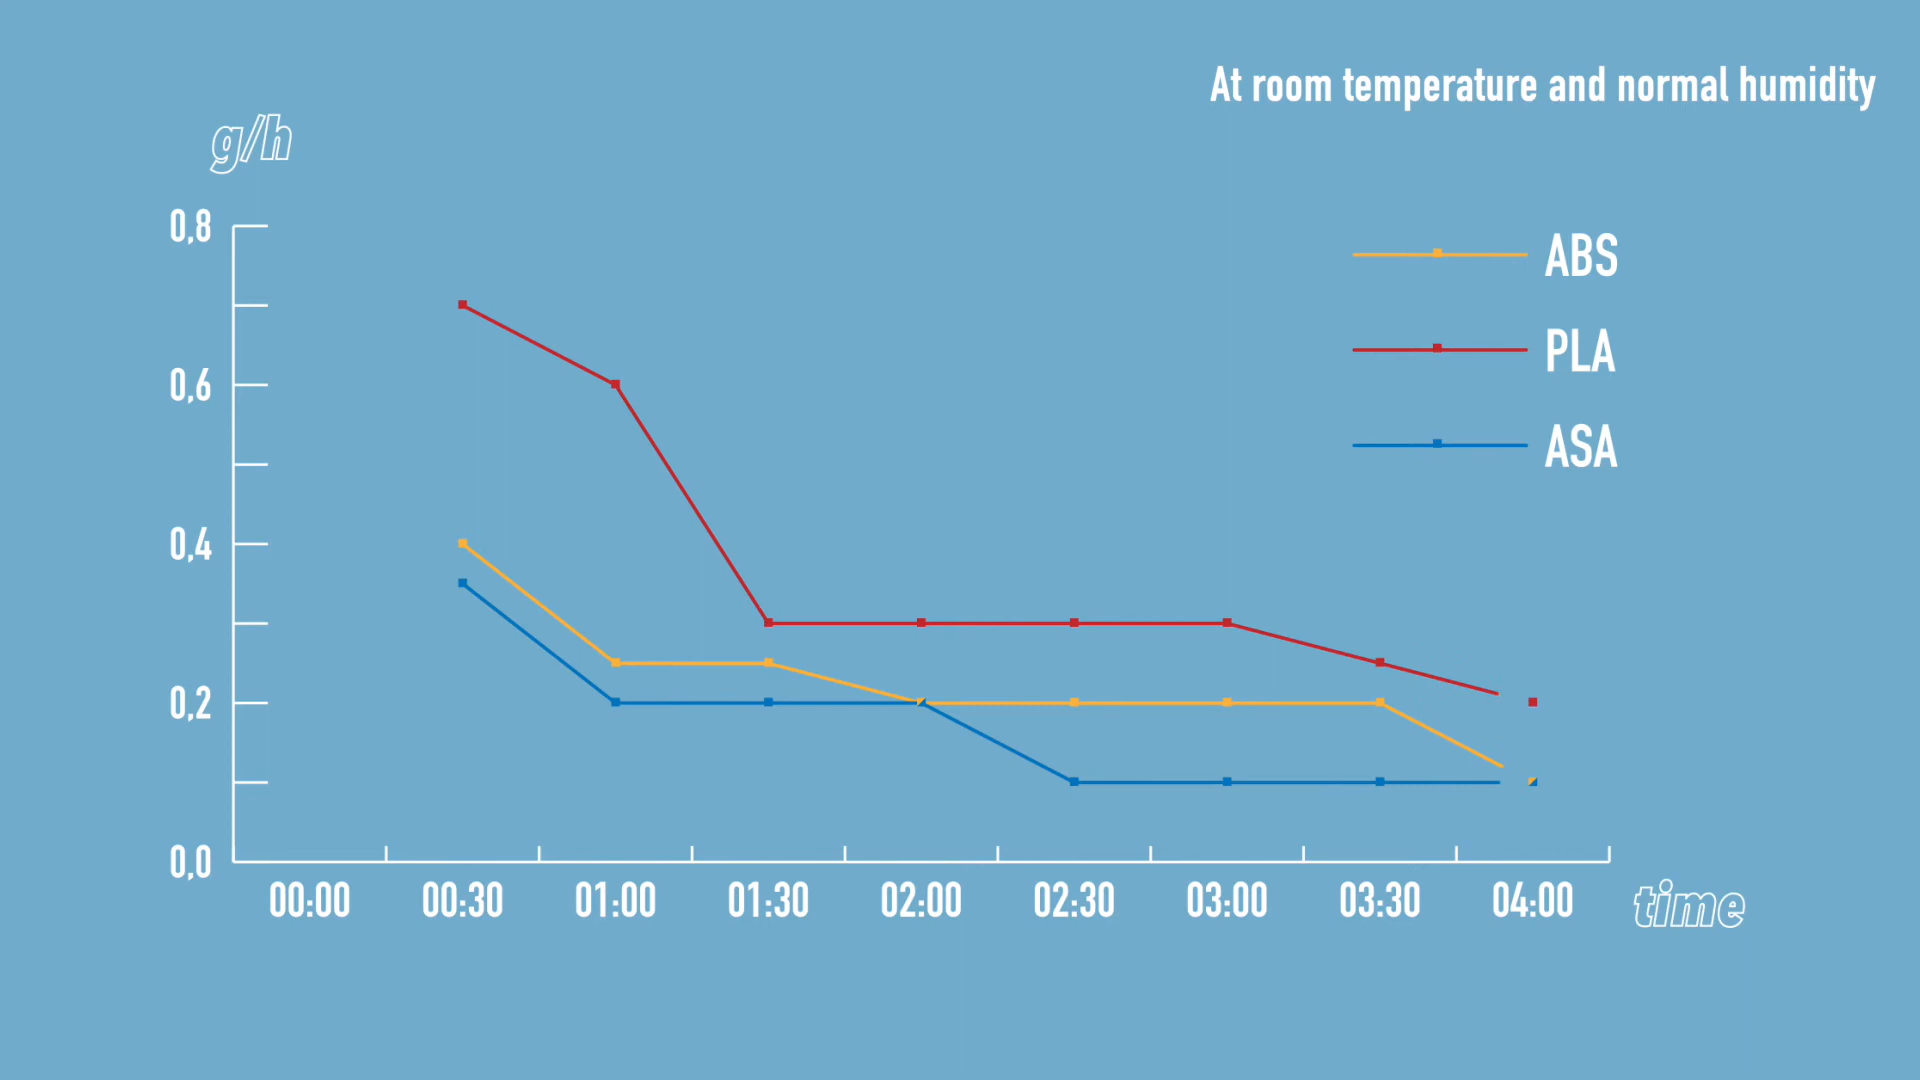 At room temperature and normal humidity
g/h
0,8
0,6
0,4
0,2
0,0
ABS
PLA
ASA
00:00 00:30 01:00 01:30 02:00 02:30 03:00 03:30 04:00 time